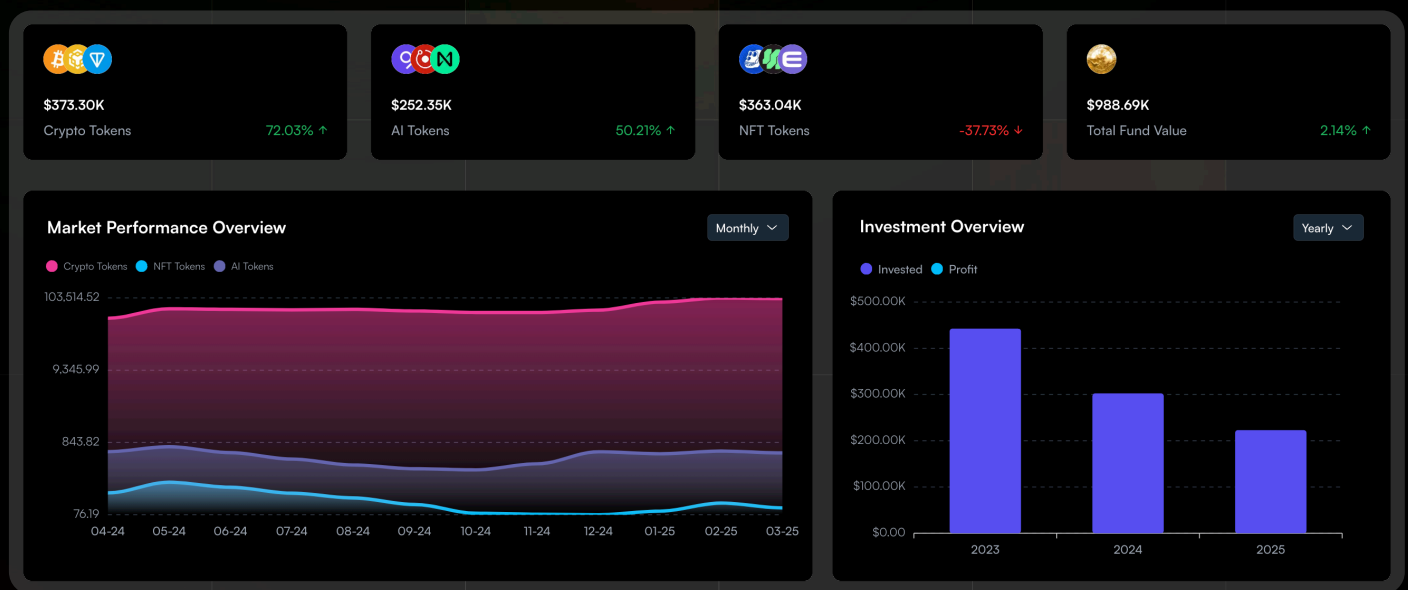 $373.30K
Crypto Tokens 72.03% ↑
$252.35K
AI Tokens 50.21% ↑
$363.04K
NFT Tokens -37.73% ↓
$988.69K
Total Fund Value 2.14% ↑
Market Performance Overview
Monthly
Crypto Tokens NFT Tokens AI Tokens
103,514.52
9,345.99
843.82
76.19
04-24 05-24 06-24 07-24 08-24 09-24 10-24 11-24 12-24 01-25 02-25 03-25
Investment Overview
Yearly
Invested Profit
$500.00K
$400.00K
$300.00K
$200.00K
$100.00K
$0.00
2023 2024 2025